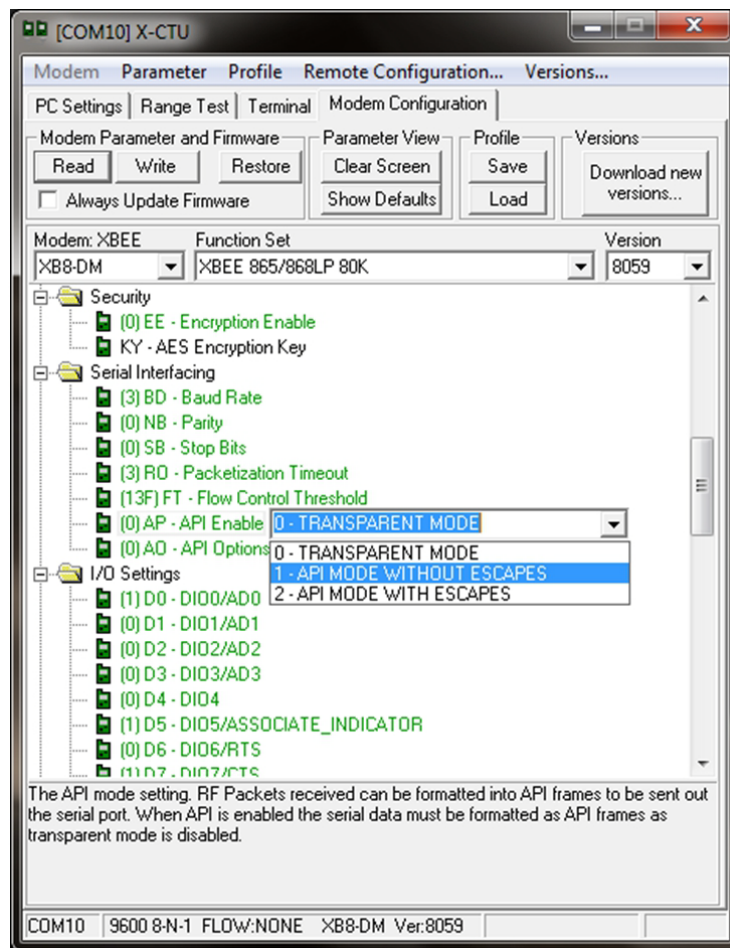 [COM10] X-CTU
Modem Parameter Profile Remote Configuration... Versions...
PC Settings Range Test Terminal Modem Configuration
Modem Parameter and Firmware Parameter View Profile Versions
Read Write Restore Clear Screen Save Download new versions...
Always Update Firmware Show Defaults Load
Modem: XBEE Function Set Version
XB8-DM XBEE 865/868LP 80K 8059
Security
(0) EE - Encryption Enable
KY - AES Encryption Key
Serial Interfacing
(3) BD - Baud Rate
(0) NB - Parity
(0) SB - Stop Bits
(3) RO - Packetization Timeout
(13F) FT - Flow Control Threshold
(0) AP - API Enable 0 - TRANSPARENT MODE
(0) AO - API Options 0 - TRANSPARENT MODE
I/O Settings 1 - API MODE WITHOUT ESCAPES
(1) D0 - DIO0/AD0 2 - API MODE WITH ESCAPES
(0) D1 - DIO1/AD1
(0) D2 - DIO2/AD2
(0) D3 - DIO3/AD3
(0) D4 - DIO4
(1) D5 - DIO5/ASSOCIATE_INDICATOR
(0) D6 - DIO6/RTS
(1) D7 - DIO7/CTS
The API mode setting. RF Packets received can be formatted into API frames to be sent out
the serial port. When API is enabled the serial data must be formatted as API frames as
transparent mode is disabled.
COM10 9600 8-N-1 FLOW:NONE XB8-DM Ver:8059